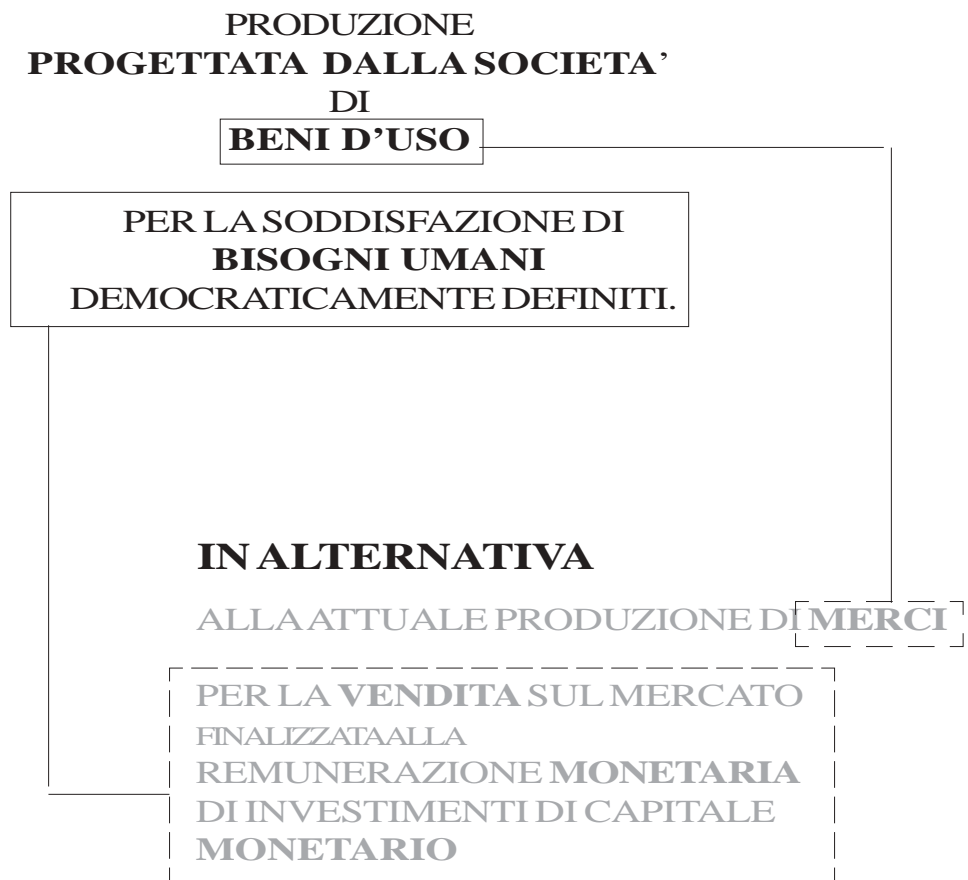 PRODUZIONE
PROGETTATA DALLA SOCIETA’
DI
BENI D’USO
PER LA SODDISFAZIONE DI
BISOGNI UMANI
DEMOCRATICAMENTE DEFINITI.
IN ALTERNATIVA
ALLA ATTUALE PRODUZIONE DI MERCI
PER LA VENDITA SUL MERCATO
FINALIZZATA ALLA
REMUNERAZIONE MONETARIA
DI INVESTIMENTI DI CAPITALE
MONETARIO